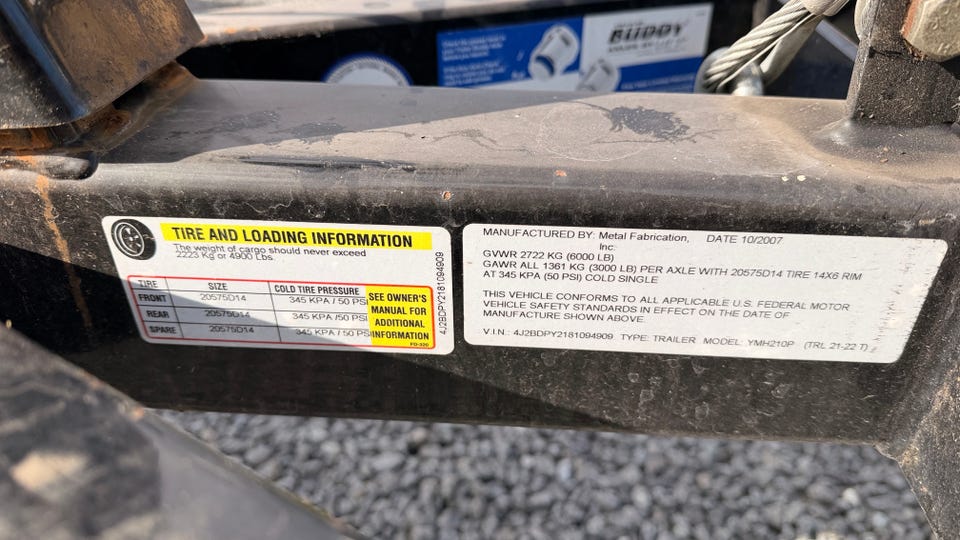 BUDDY
TIRE AND LOADING INFORMATION
The weight of cargo should never exceed
2223 Kg or 4900 Lbs.
TIRE SIZE COLD TIRE PRESSURE
FRONT 20575D14 345 KPA / 50 PSI
REAR 20575D14 345 KPA / 50 PSI
SPARE 20575D14 345 KPA / 50 PSI
SEE OWNER'S
MANUAL FOR
ADDITIONAL
INFORMATION
4J2BDPY2181094909
MANUFACTURED BY: Metal Fabrication, DATE 10/2007
Inc:
GVWR 2722 KG (6000 LB)
GAWR ALL 1361 KG (3000 LB) PER AXLE WITH 20575D14 TIRE 14X6 RIM
AT 345 KPA (50 PSI) COLD SINGLE
THIS VEHICLE CONFORMS TO ALL APPLICABLE U.S. FEDERAL MOTOR
VEHICLE SAFETY STANDARDS IN EFFECT ON THE DATE OF
MANUFACTURE SHOWN ABOVE.
V.I.N.: 4J2BDPY2181094909 TYPE: TRAILER MODEL: YMH210P (TRL 21-22 T)